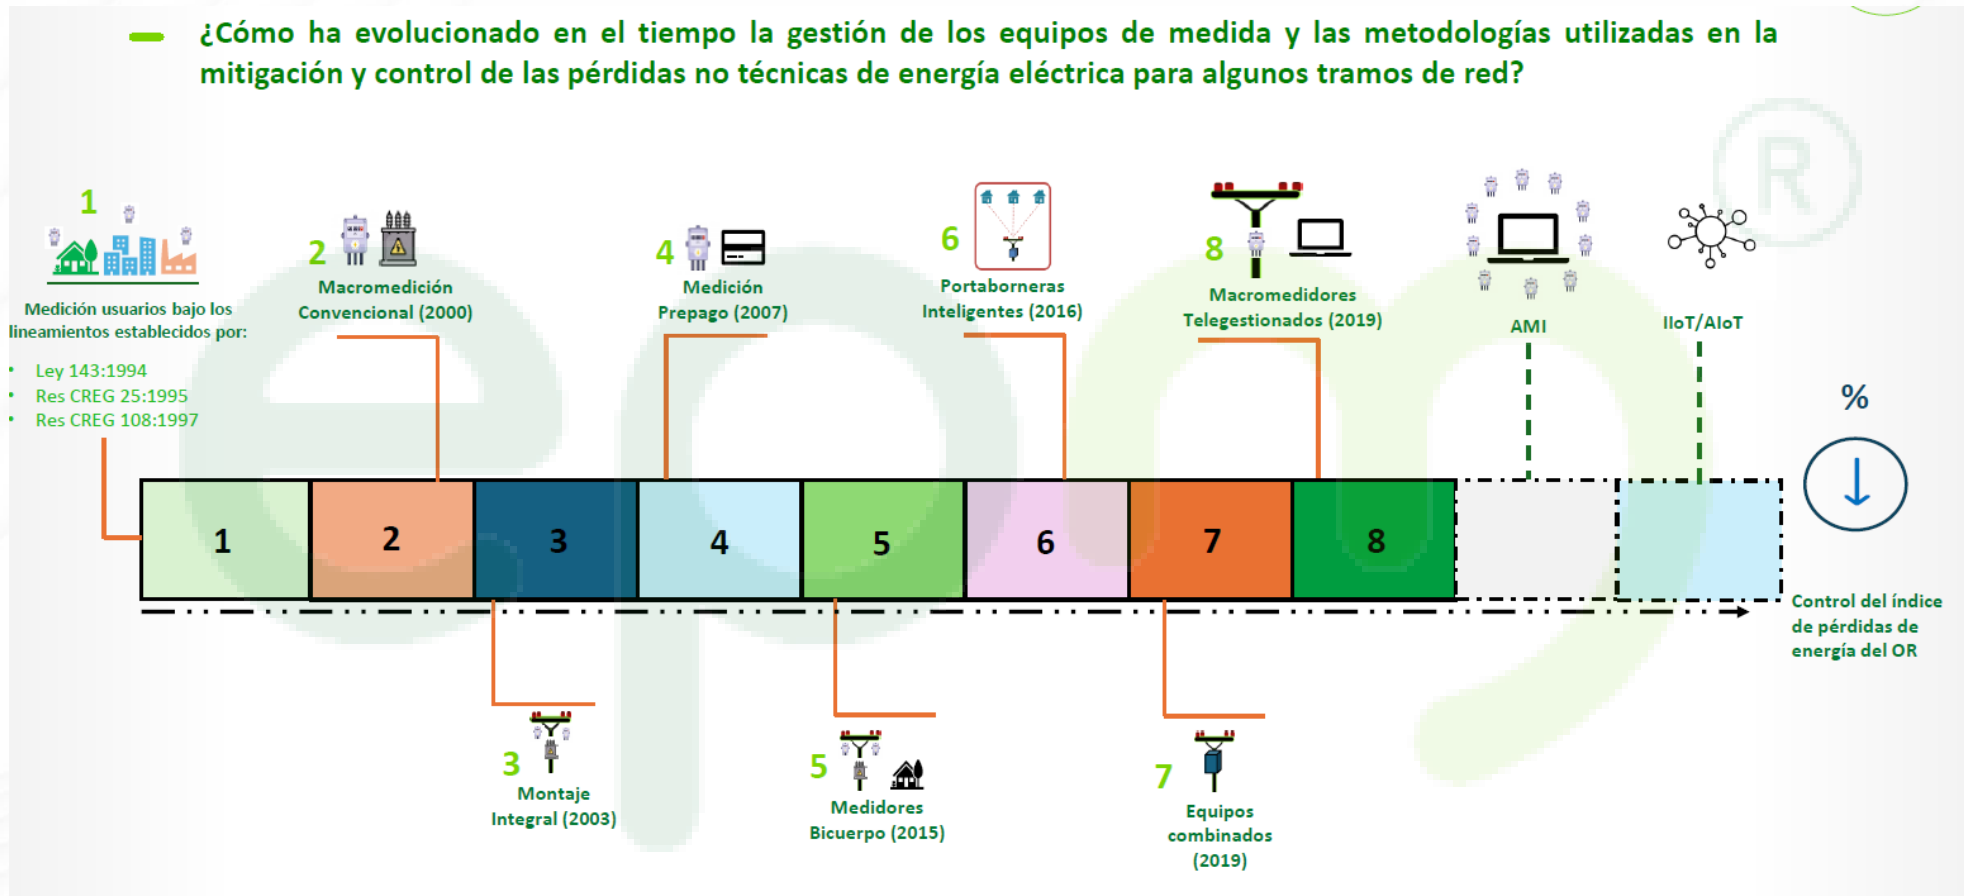 ¿Cómo ha evolucionado en el tiempo la gestión de los equipos de medida y las metodologías utilizadas en la
mitigación y control de las pérdidas no técnicas de energía eléctrica para algunos tramos de red?
1
Medición usuarios bajo los
lineamientos establecidos por:
• Ley 143:1994
• Res CREG 25:1995
• Res CREG 108:1997
2
Macromedición
Convencional (2000)
4
Medición
Prepago (2007)
6
Portaborneras
Inteligentes (2016)
8
Macromedidores
Telegestionados (2019)
AMI
IIoT/AIoT
%
1
2
3
4
5
6
7
8
Control del índice
de pérdidas de
energía del OR
3
Montaje
Integral (2003)
5
Medidores
Bicuerpo (2015)
7
Equipos
combinados
(2019)
epm
®